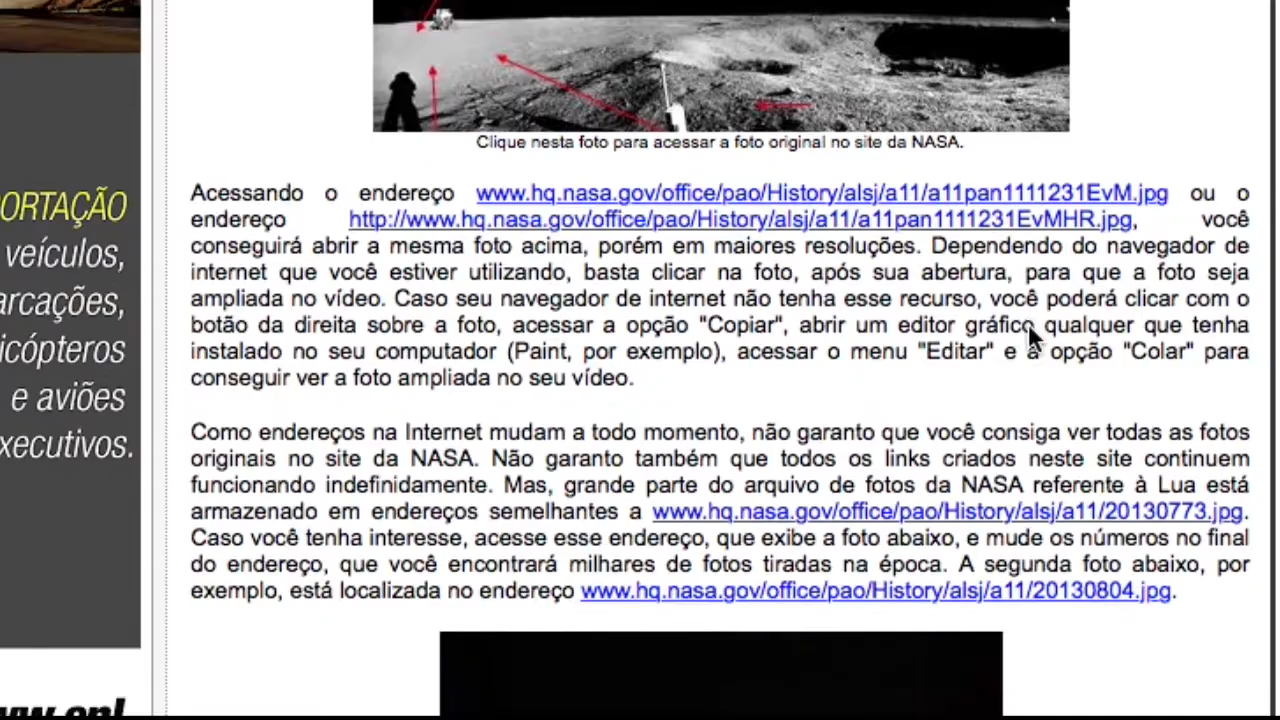 Clique nesta foto para acessar a foto original no site da NASA.
Acessando o endereço www.hq.nasa.gov/office/pao/History/alsj/a11/a11pan1111231EvM.jpg ou o
endereço http://www.hq.nasa.gov/office/pao/History/alsj/a11/a11pan1111231EvMHR.jpg, você
conseguirá abrir a mesma foto acima, porém em maiores resoluções. Dependendo do navegador de
internet que você estiver utilizando, basta clicar na foto, após sua abertura, para que a foto seja
ampliada no vídeo. Caso seu navegador de internet não tenha esse recurso, você poderá clicar com o
botão da direita sobre a foto, acessar a opção "Copiar", abrir um editor gráfico qualquer que tenha
instalado no seu computador (Paint, por exemplo), acessar o menu "Editar" e a opção "Colar" para
conseguir ver a foto ampliada no seu vídeo.
Como endereços na Internet mudam a todo momento, não garanto que você consiga ver todas as fotos
originais no site da NASA. Não garanto também que todos os links criados neste site continuem
funcionando indefinidamente. Mas, grande parte do arquivo de fotos da NASA referente à Lua está
armazenado em endereços semelhantes a www.hq.nasa.gov/office/pao/History/alsj/a11/20130773.jpg.
Caso você tenha interesse, acesse esse endereço, que exibe a foto abaixo, e mude os números no final
do endereço, que você encontrará milhares de fotos tiradas na época. A segunda foto abaixo, por
exemplo, está localizada no endereço www.hq.nasa.gov/office/pao/History/alsj/a11/20130804.jpg.
ORTAÇÃO
veículos,
arcações,
icópteros
e aviões
xecutivos.